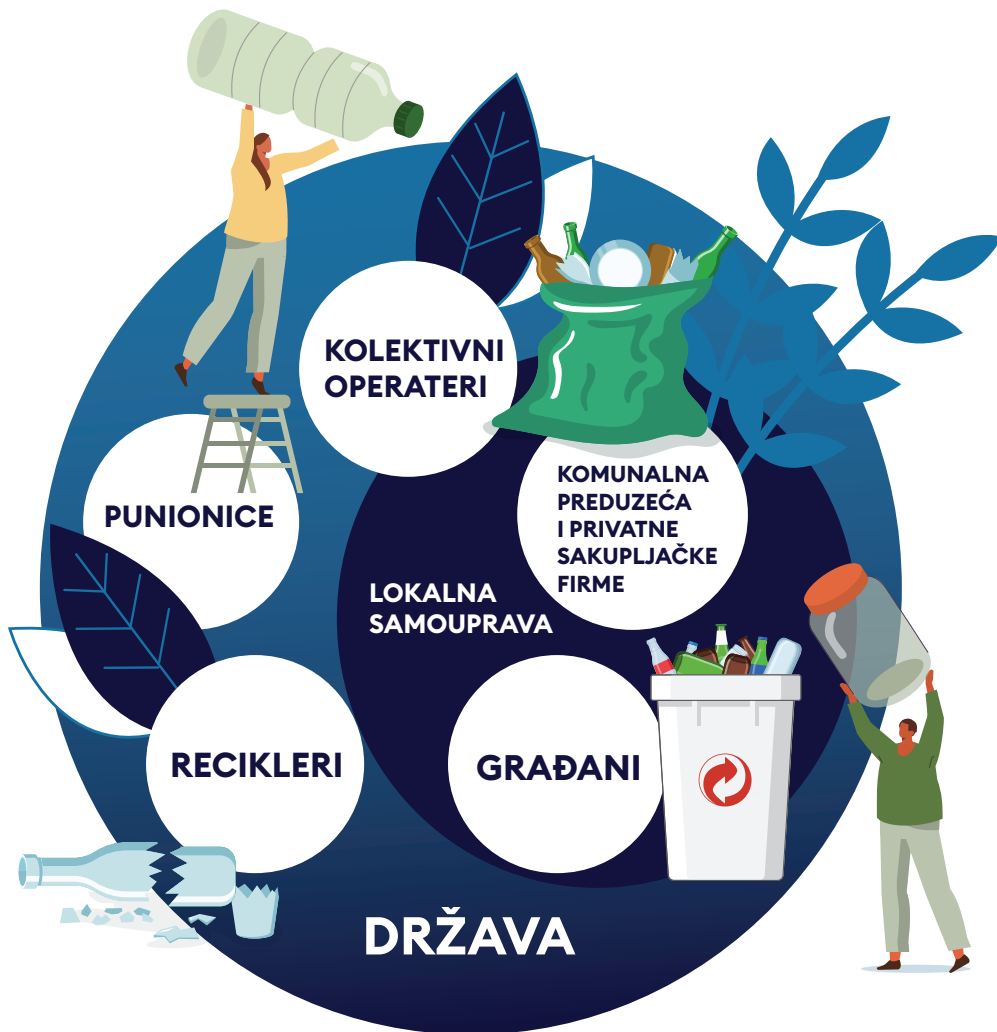 KOLEKTIVNI
OPERATERI
KOMUNALNA
PREDUZEĆA
I PRIVATNE
SAKUPLJAČKE
FIRME
PUNIONICE
LOKALNA
SAMOUPRAVA
RECIKLERI
GRAĐANI
DRŽAVA